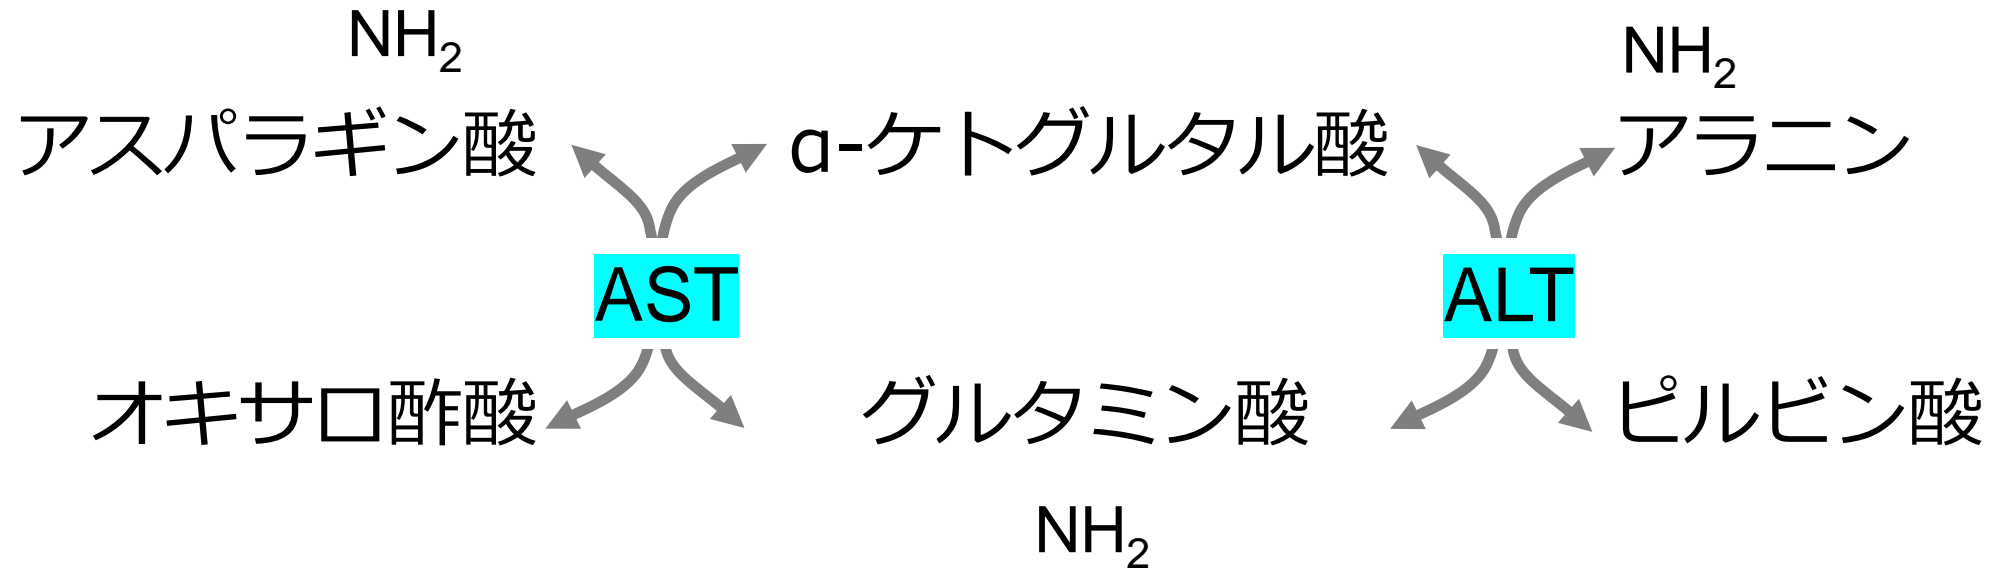 NH₂
NH₂
アスパラギン酸
α-ケトグルタル酸
アラニン
AST
ALT
オキサロ酢酸
グルタミン酸
ピルビン酸
NH₂